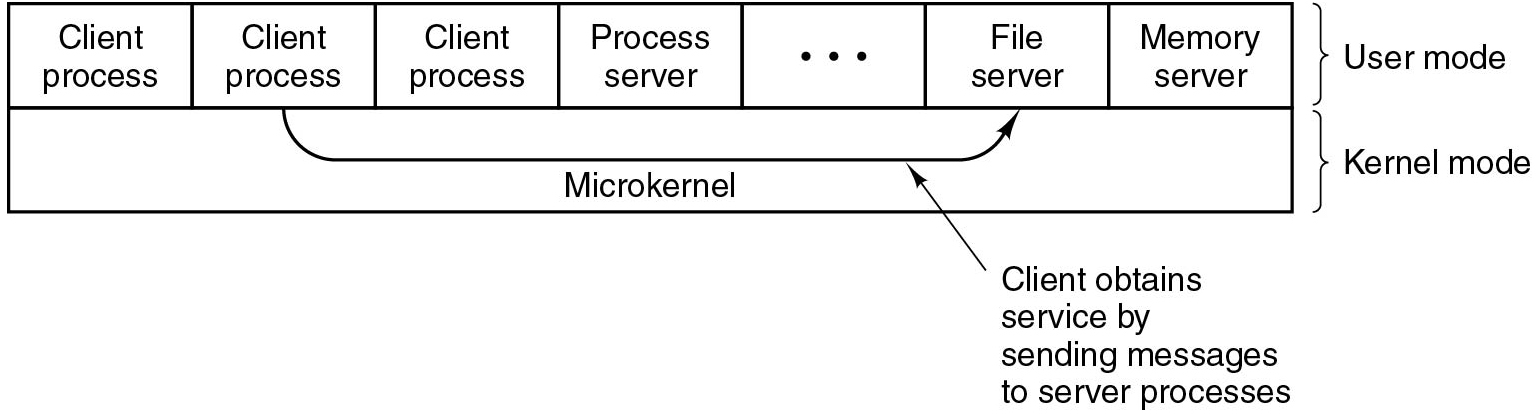 Client
process
Client
process
Client
process
Process
server
• • •
File
server
Memory
server
User mode
Microkernel
Kernel mode
Client obtains
service by
sending messages
to server processes